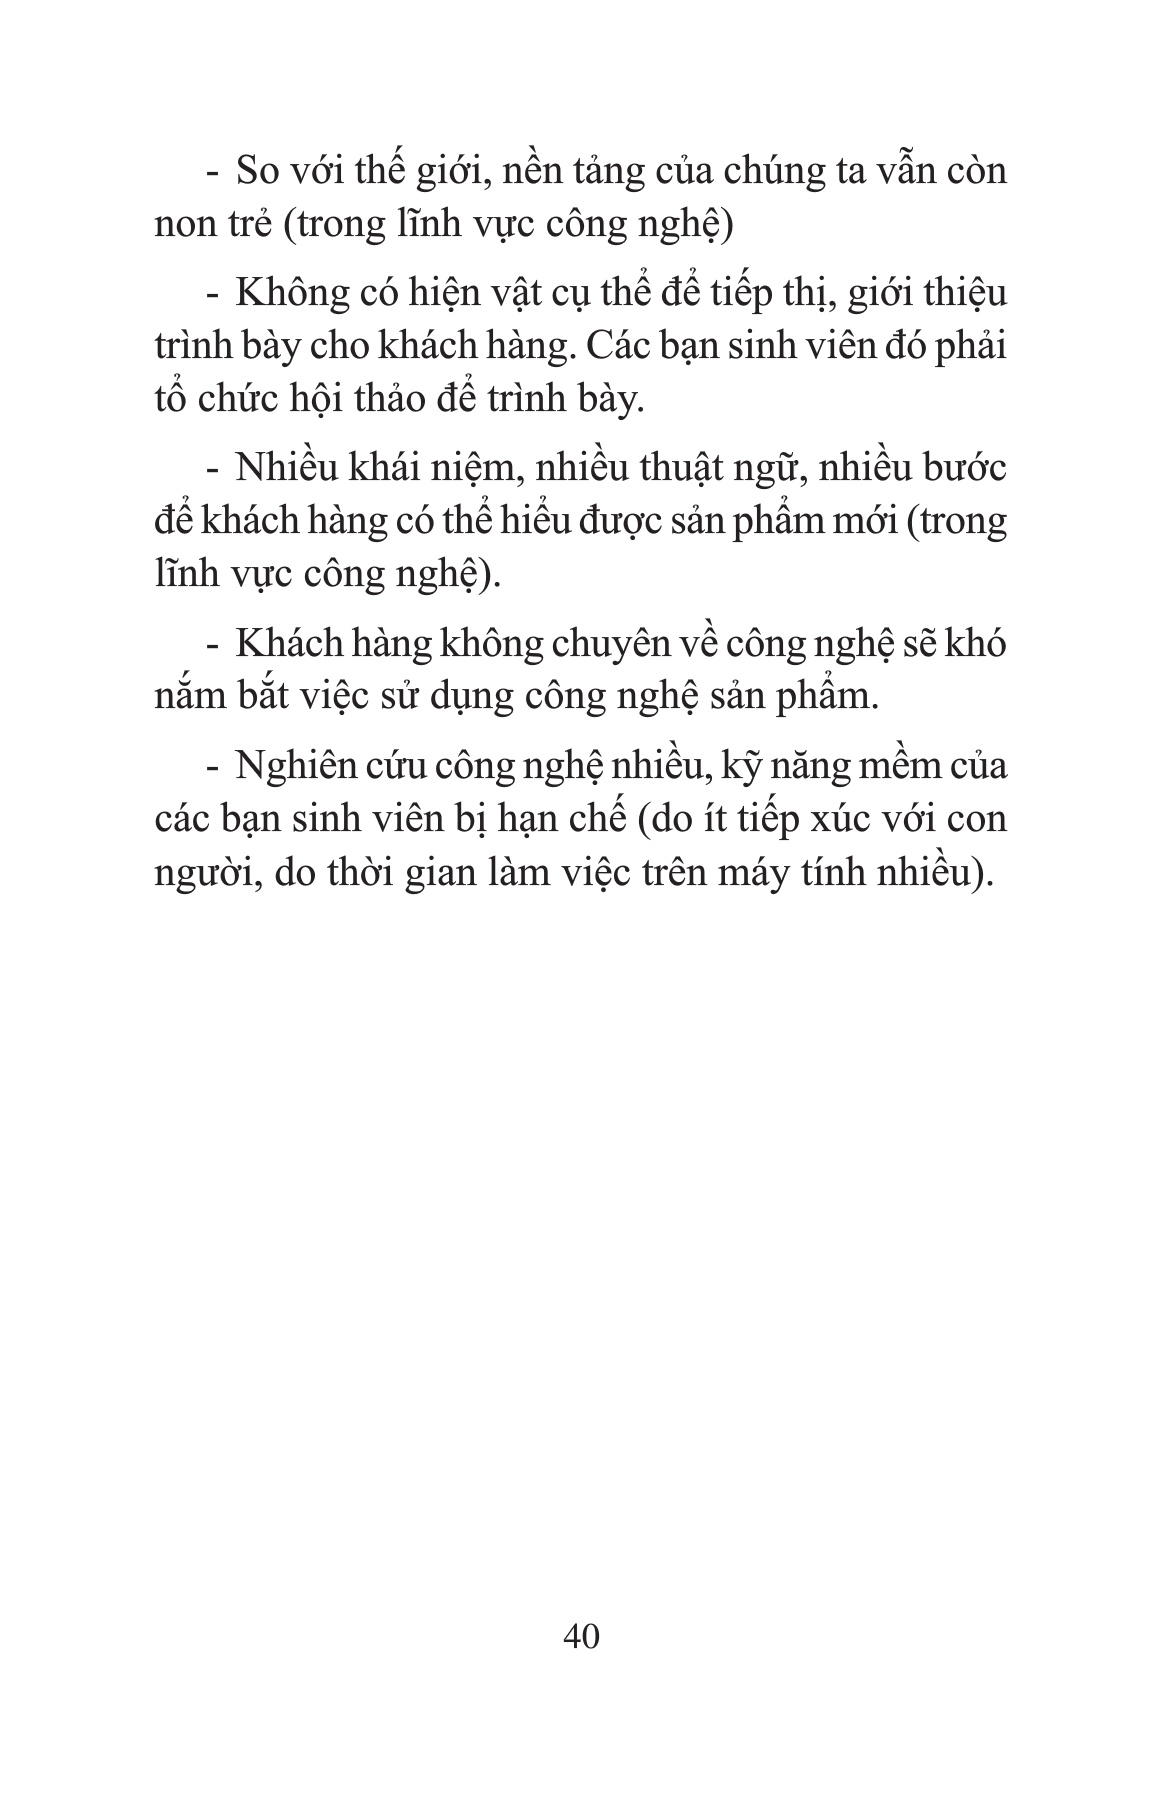 - So với thế giới, nền tảng của chúng ta vẫn còn
non trẻ (trong lĩnh vực công nghệ)
- Không có hiện vật cụ thể để tiếp thị, giới thiệu
trình bày cho khách hàng. Các bạn sinh viên đó phải
tổ chức hội thảo để trình bày.
- Nhiều khái niệm, nhiều thuật ngữ, nhiều bước
để khách hàng có thể hiểu được sản phẩm mới (trong
lĩnh vực công nghệ).
- Khách hàng không chuyên về công nghệ sẽ khó
nắm bắt việc sử dụng công nghệ sản phẩm.
- Nghiên cứu công nghệ nhiều, kỹ năng mềm của
các bạn sinh viên bị hạn chế (do ít tiếp xúc với con
người, do thời gian làm việc trên máy tính nhiều).
40